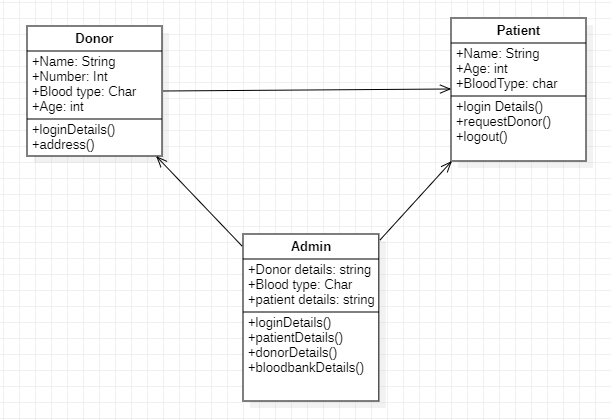 Donor
+Name: String
+Number: Int
+Blood type: Char
+Age: int
+loginDetails()
+address()
Patient
+Name: String
+Age: int
+BloodType: char
+login Details()
+requestDonor()
+logout()
Admin
+Donor details: string
+Blood type: Char
+patient details: string
+loginDetails()
+patientDetails()
+donorDetails()
+bloodbankDetails()